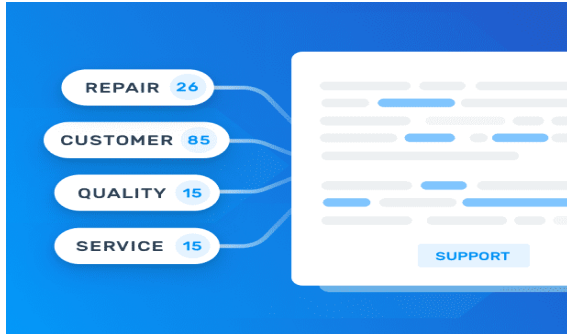 REPAIR 26
CUSTOMER 85
QUALITY 15
SERVICE 15
SUPPORT